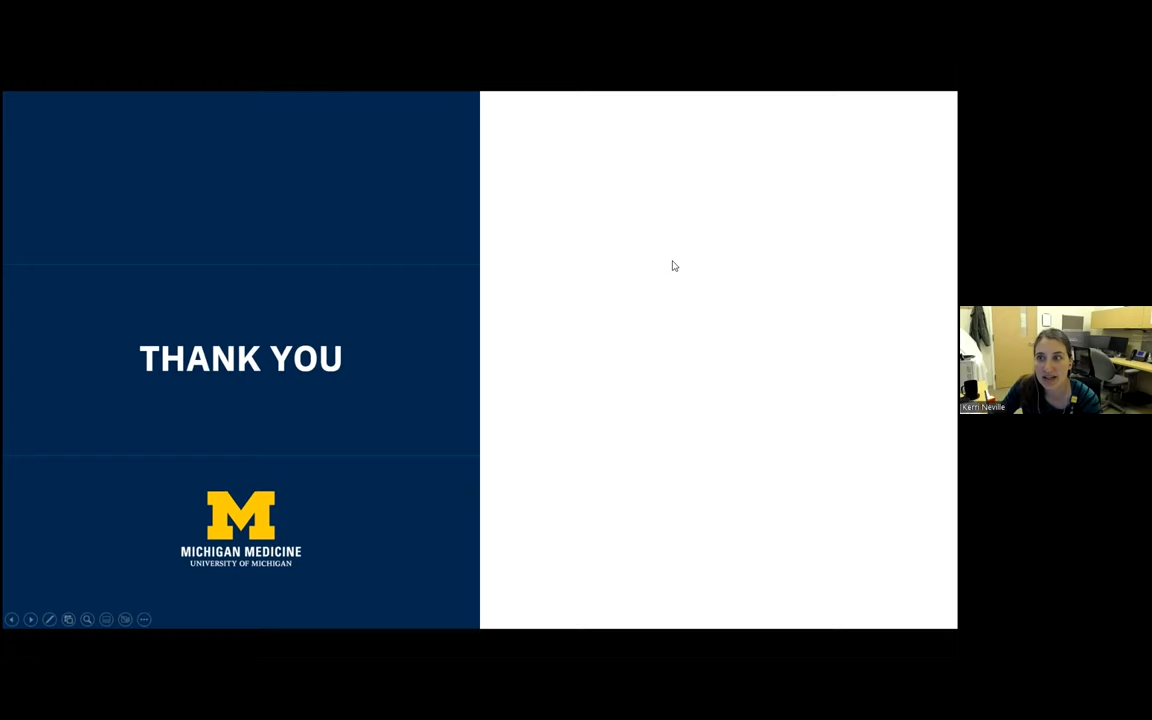 THANK YOU
M
MICHIGAN MEDICINE
UNIVERSITY OF MICHIGAN
Kerri Neville